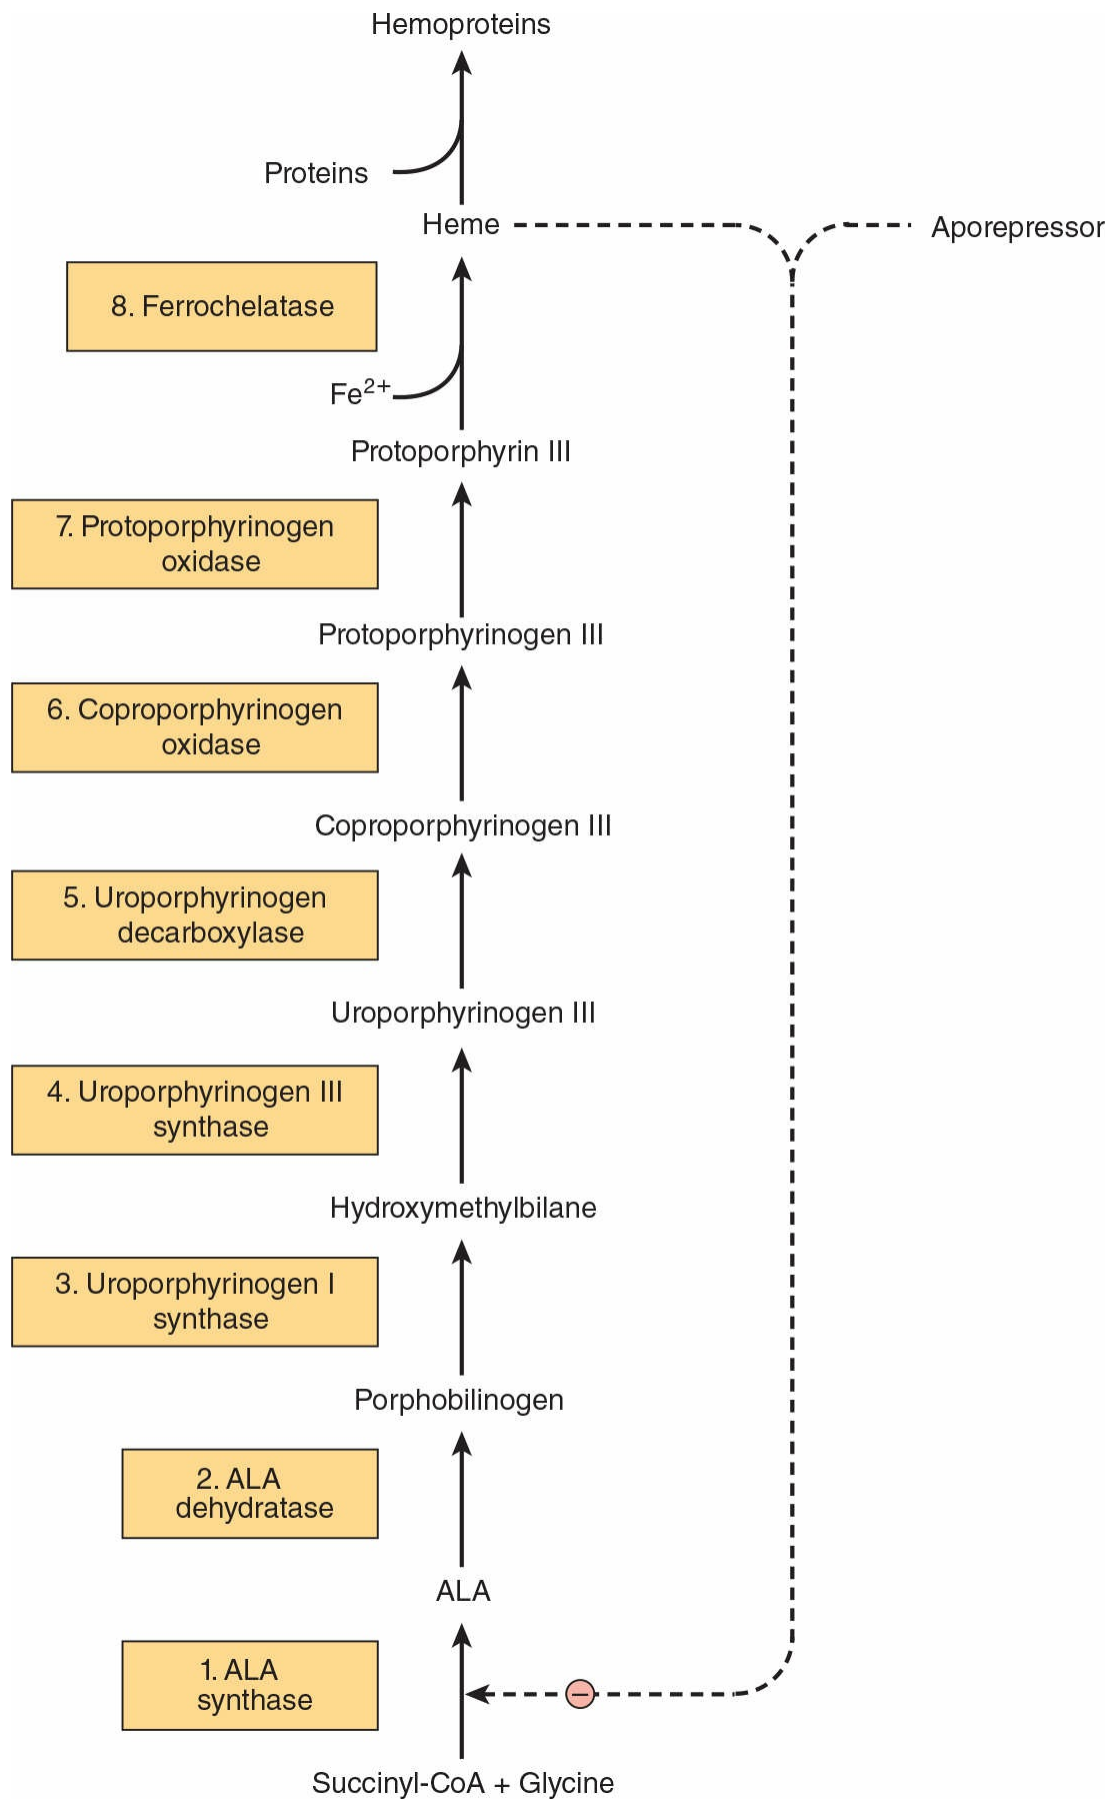 Hemoproteins
Proteins
Heme
Aporepressor
8. Ferrochelatase
Fe²⁺
Protoporphyrin III
7. Protoporphyrinogen
oxidase
Protoporphyrinogen III
6. Coproporphyrinogen
oxidase
Coproporphyrinogen III
5. Uroporphyrinogen
decarboxylase
Uroporphyrinogen III
4. Uroporphyrinogen III
synthase
Hydroxymethylbilane
3. Uroporphyrinogen I
synthase
Porphobilinogen
2. ALA
dehydratase
ALA
1. ALA
synthase
−
Succinyl-CoA + Glycine